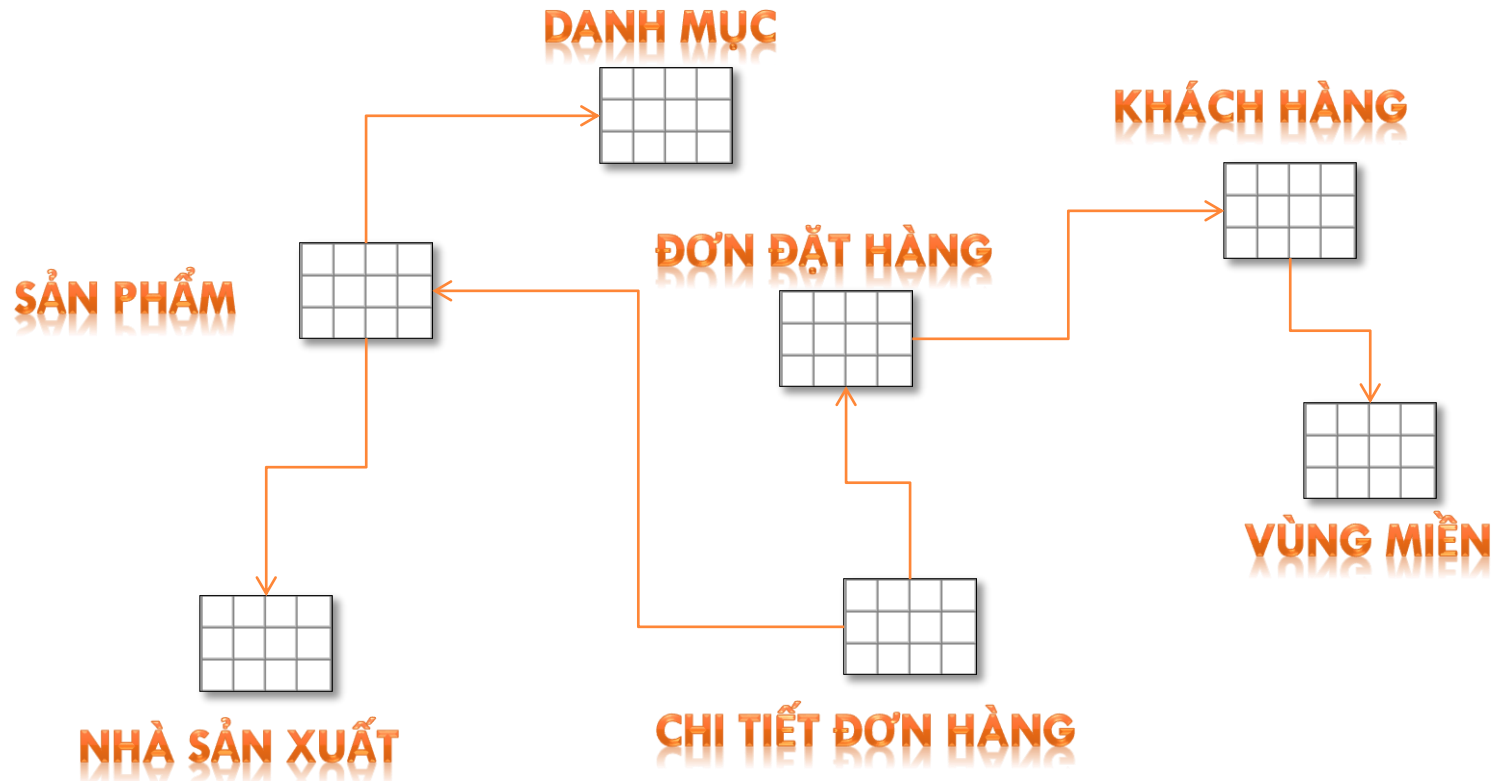 DANH MỤC
KHÁCH HÀNG
ĐƠN ĐẶT HÀNG
SẢN PHẨM
VÙNG MIỀN
CHI TIẾT ĐƠN HÀNG
NHÀ SẢN XUẤT